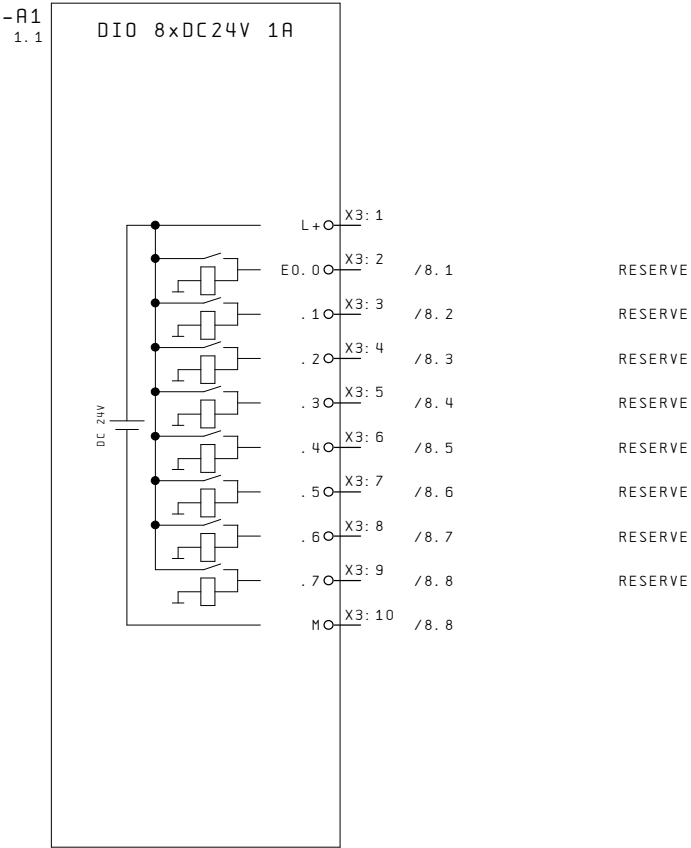 -A1
1.1
DIO 8xDC24V 1A
L+ X3:1
E0.0 X3:2 /8.1 RESERVE
.1 X3:3 /8.2 RESERVE
.2 X3:4 /8.3 RESERVE
.3 X3:5 /8.4 RESERVE
DC 24V
.4 X3:6 /8.5 RESERVE
.5 X3:7 /8.6 RESERVE
.6 X3:8 /8.7 RESERVE
.7 X3:9 /8.8 RESERVE
M X3:10 /8.8